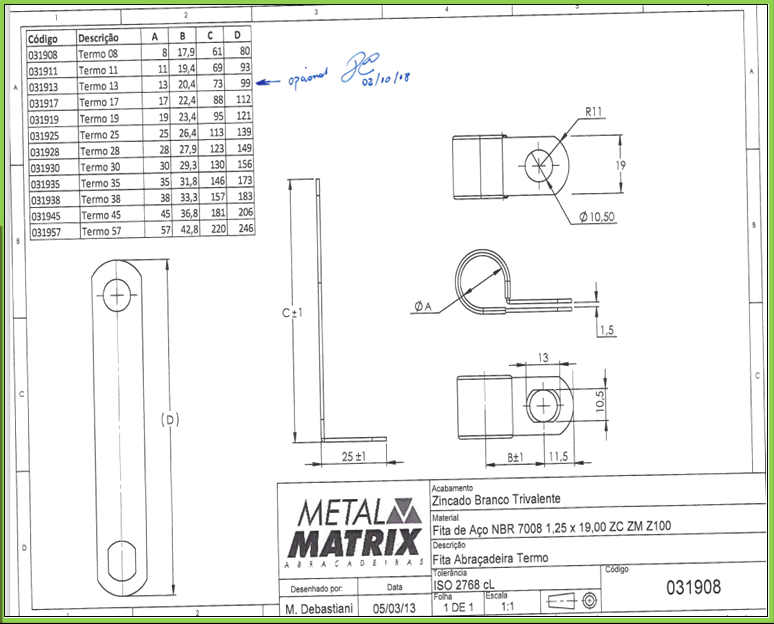 1 2 3 4
Código Descrição A B C D
031908 Termo 08 8 17,9 61 80
031911 Termo 11 11 19,4 69 93
031913 Termo 13 13 20,4 73 99
031917 Termo 17 17 22,4 88 112
031919 Termo 19 19 23,4 95 121
031925 Termo 25 25 26,4 113 139
031928 Termo 28 28 27,9 123 149
031930 Termo 30 30 29,3 130 156
031935 Termo 35 35 31,8 146 173
031938 Termo 38 38 33,3 157 183
031945 Termo 45 45 36,8 181 206
031957 Termo 57 57 42,8 220 246
opcional
02/10/18
A
A
R11
19
Ø10,50
B
B
ØA
1,5
C±1
(D)
25 ±1
13
10,5
B±1
11,5
C
C
D
METAL
MATRIX
ABRAÇADEIRAS
Desenhado por: Data
M. Debastiani 05/03/13
Acabamento
Zincado Branco Trivalente
Material
Fita de Aço NBR 7008 1,25 x 19,00 ZC ZM Z100
Descrição
Fita Abraçadeira Termo
Tolerância
ISO 2768 cL
Código
031908
Folha
1 DE 1
Escala
1:1
1 2